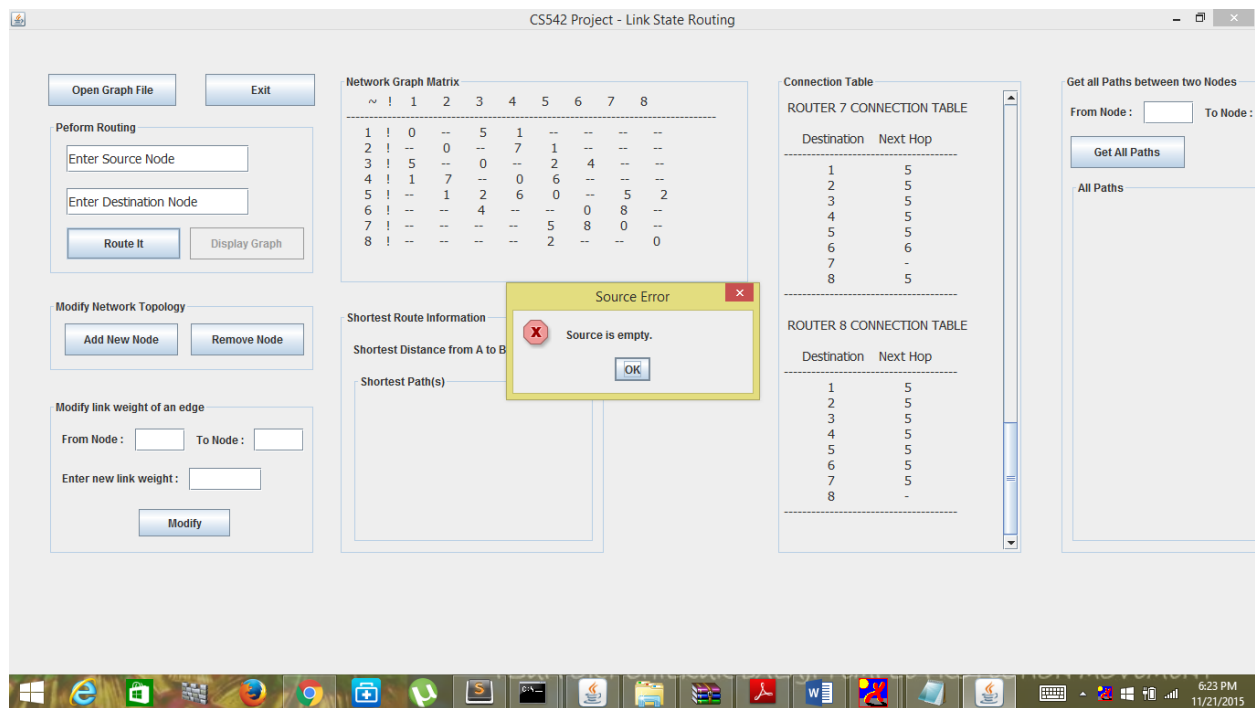 CS542 Project - Link State Routing
Open Graph File
Exit
Peform Routing
Enter Source Node
Enter Destination Node
Route It
Display Graph
Modify Network Topology
Add New Node
Remove Node
Modify link weight of an edge
From Node :
To Node :
Enter new link weight :
Modify
Network Graph Matrix
~ ! 1 2 3 4 5 6 7 8
1 ! 0 -- 5 1 -- -- -- --
2 ! -- 0 -- 7 1 -- -- --
3 ! 5 -- 0 -- 2 4 -- --
4 ! 1 7 -- 0 6 -- -- --
5 ! -- 1 2 6 0 -- 5 2
6 ! -- -- 4 -- -- 0 8 --
7 ! -- -- -- -- 5 8 0 --
8 ! -- -- -- -- 2 -- -- 0
Shortest Route Information
Shortest Distance from A to B
Shortest Path(s)
Source Error
Source is empty.
OK
Connection Table
ROUTER 7 CONNECTION TABLE
Destination Next Hop
1 5
2 5
3 5
4 5
5 5
6 6
7 -
8 5
ROUTER 8 CONNECTION TABLE
Destination Next Hop
1 5
2 5
3 5
4 5
5 5
6 5
7 5
8 -
Get all Paths between two Nodes
From Node :
To Node :
Get All Paths
All Paths
6:23 PM
11/21/2015